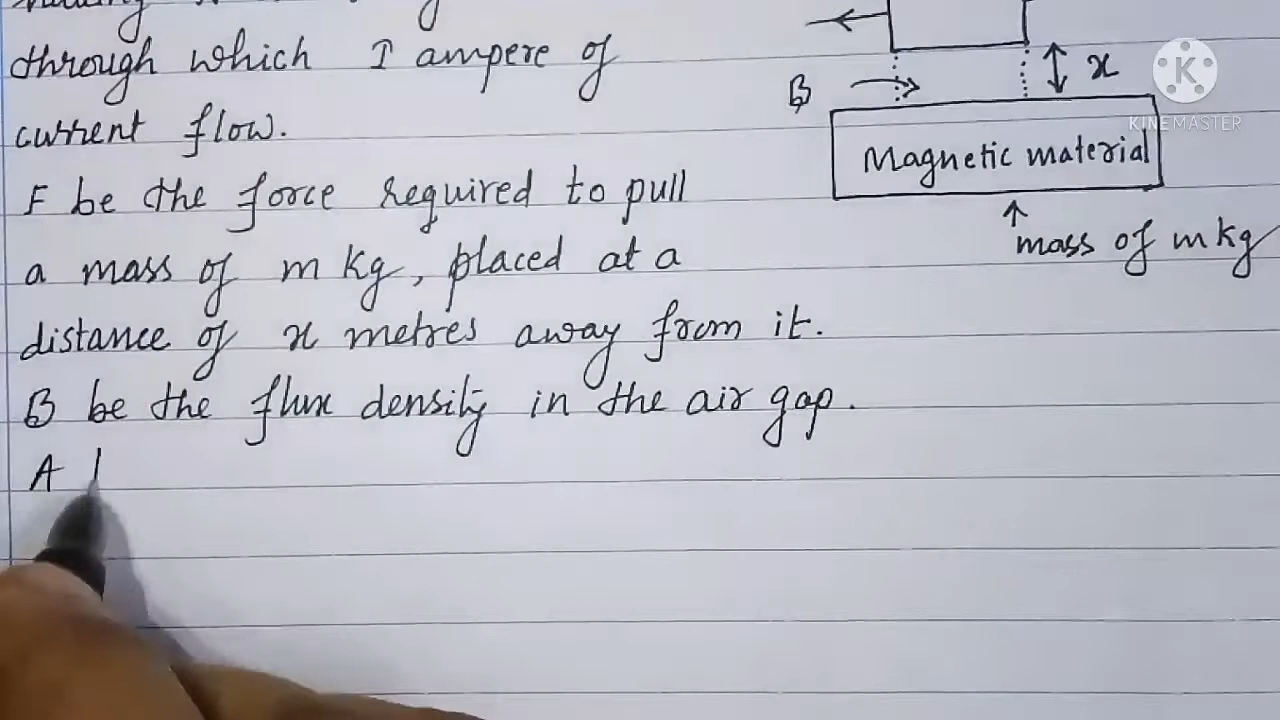 through which I ampere of
current flow.
F be the force required to pull
a mass of m kg, placed at a
distance of x metres away from it.
B be the flux density in the air gap.
A
x
B
Magnetic material
↑
mass of m kg
K
KINEMASTER